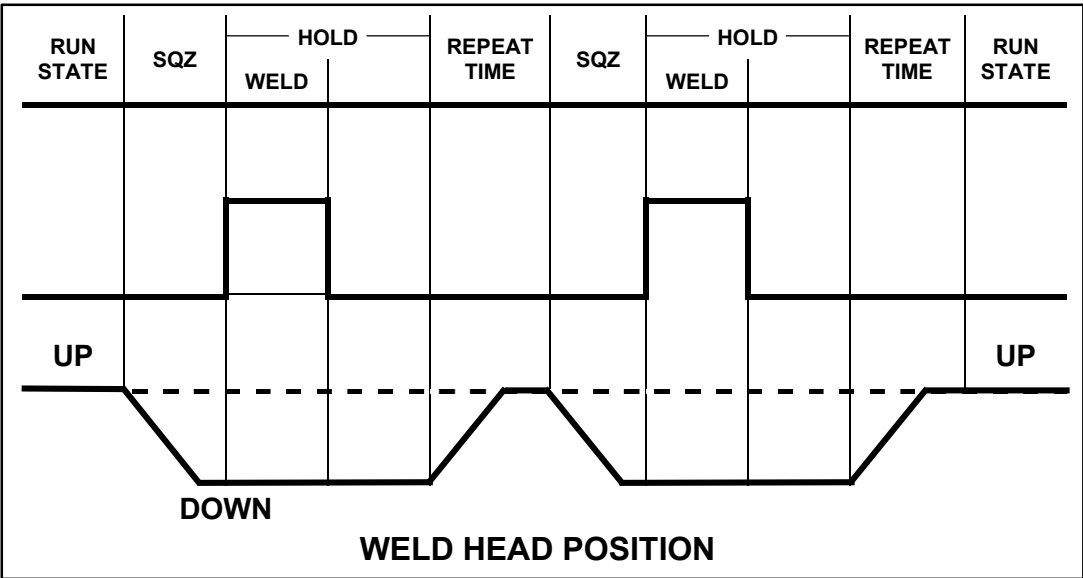 RUN STATE
SQZ
HOLD
WELD
REPEAT TIME
SQZ
HOLD
WELD
REPEAT TIME
RUN STATE
UP
UP
DOWN
WELD HEAD POSITION